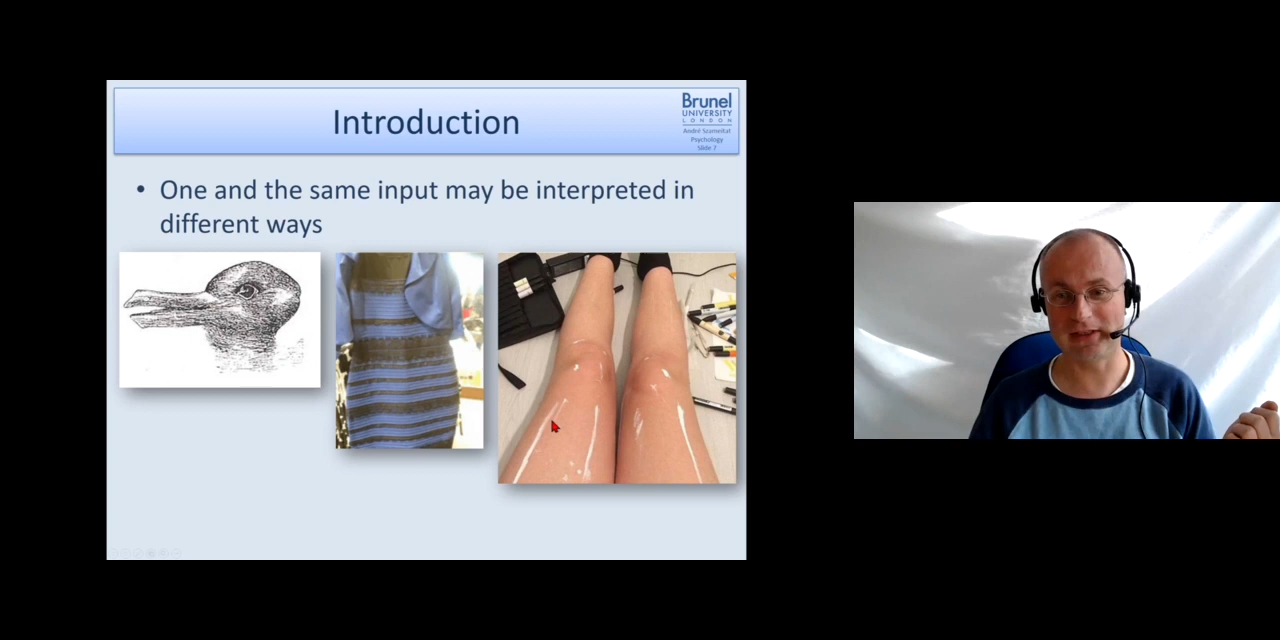 Introduction
Brunel
UNIVERSITY
LONDON
André Szameitat
Psychology
Slide 7
• One and the same input may be interpreted in
different ways